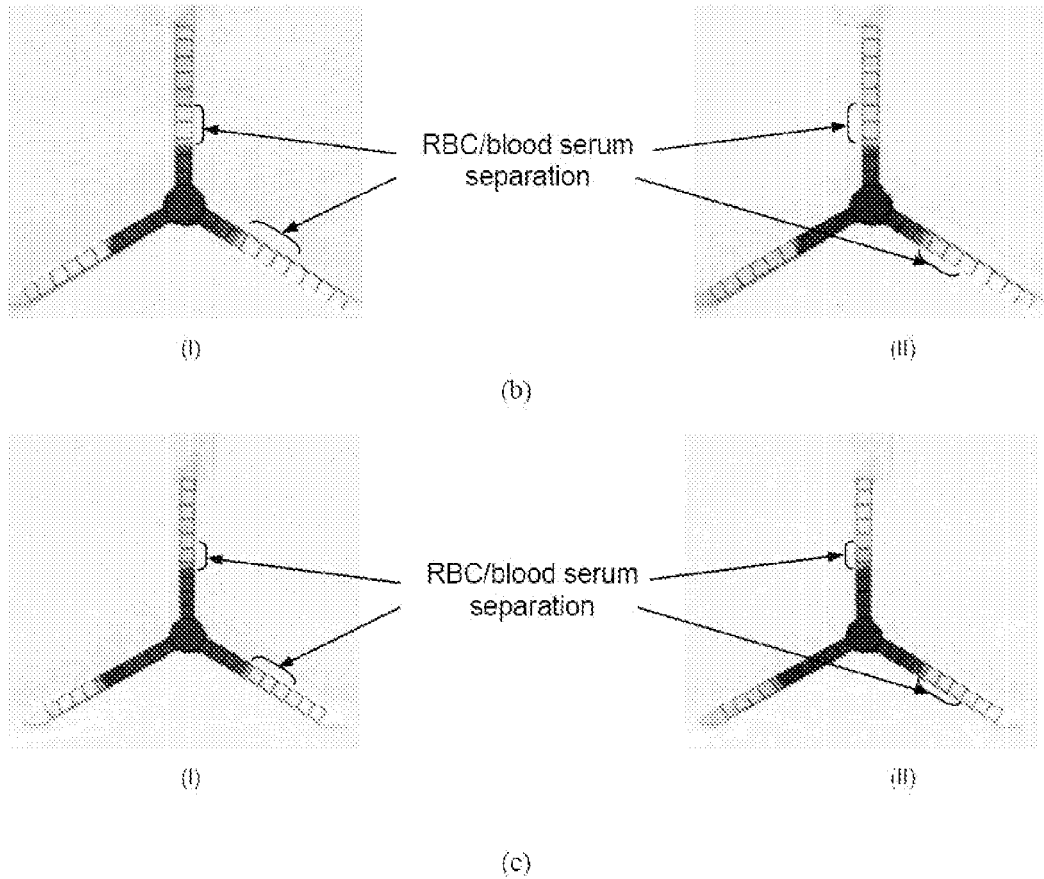 RBC/blood serum
separation
(I)
(II)
(b)
RBC/blood serum
separation
(I)
(II)
(c)